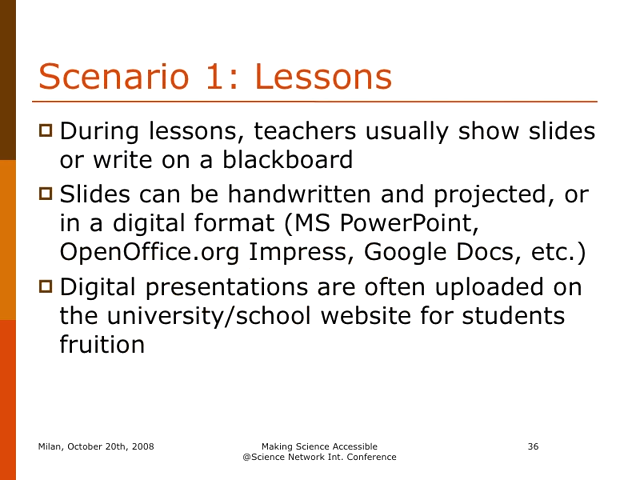 Scenario 1: Lessons
During lessons, teachers usually show slides
or write on a blackboard
Slides can be handwritten and projected, or
in a digital format (MS PowerPoint,
OpenOffice.org Impress, Google Docs, etc.)
Digital presentations are often uploaded on
the university/school website for students
fruition
Milan, October 20th, 2008
Making Science Accessible
@Science Network Int. Conference
36